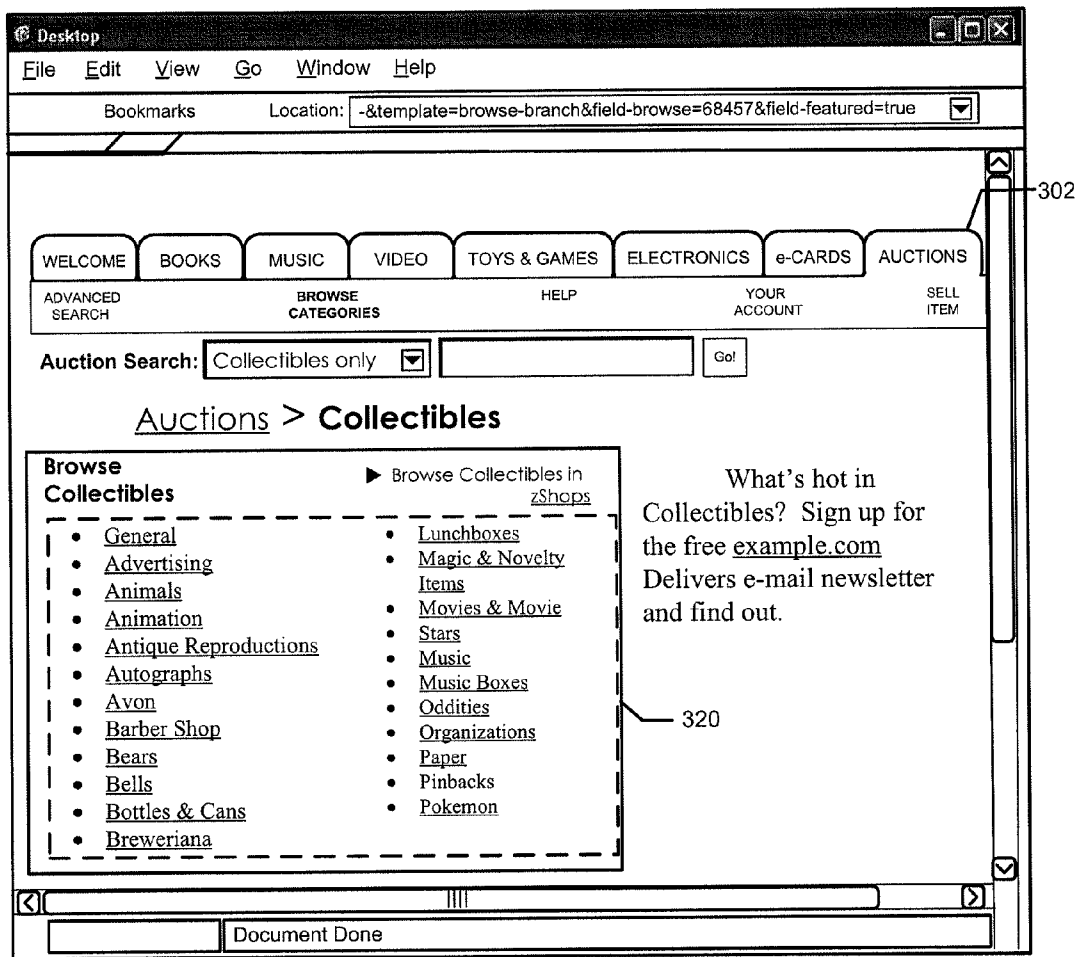 Desktop
File Edit View Go Window Help
Bookmarks Location: -&template=browse-branch&field-browse=68457&field-featured=true
302
WELCOME BOOKS MUSIC VIDEO TOYS & GAMES ELECTRONICS e-CARDS AUCTIONS
ADVANCED SEARCH BROWSE CATEGORIES HELP YOUR ACCOUNT SELL ITEM
Auction Search: Collectibles only Go!
Auctions > Collectibles
Browse
Collectibles
▶ Browse Collectibles in
zShops
• General
• Advertising
• Animals
• Animation
• Antique Reproductions
• Autographs
• Avon
• Barber Shop
• Bears
• Bells
• Bottles & Cans
• Breweriana
• Lunchboxes
• Magic & Novelty
Items
• Movies & Movie
• Stars
• Music
• Music Boxes
• Oddities
• Organizations
• Paper
• Pinbacks
• Pokemon
320
What's hot in
Collectibles? Sign up for
the free example.com
Delivers e-mail newsletter
and find out.
Document Done